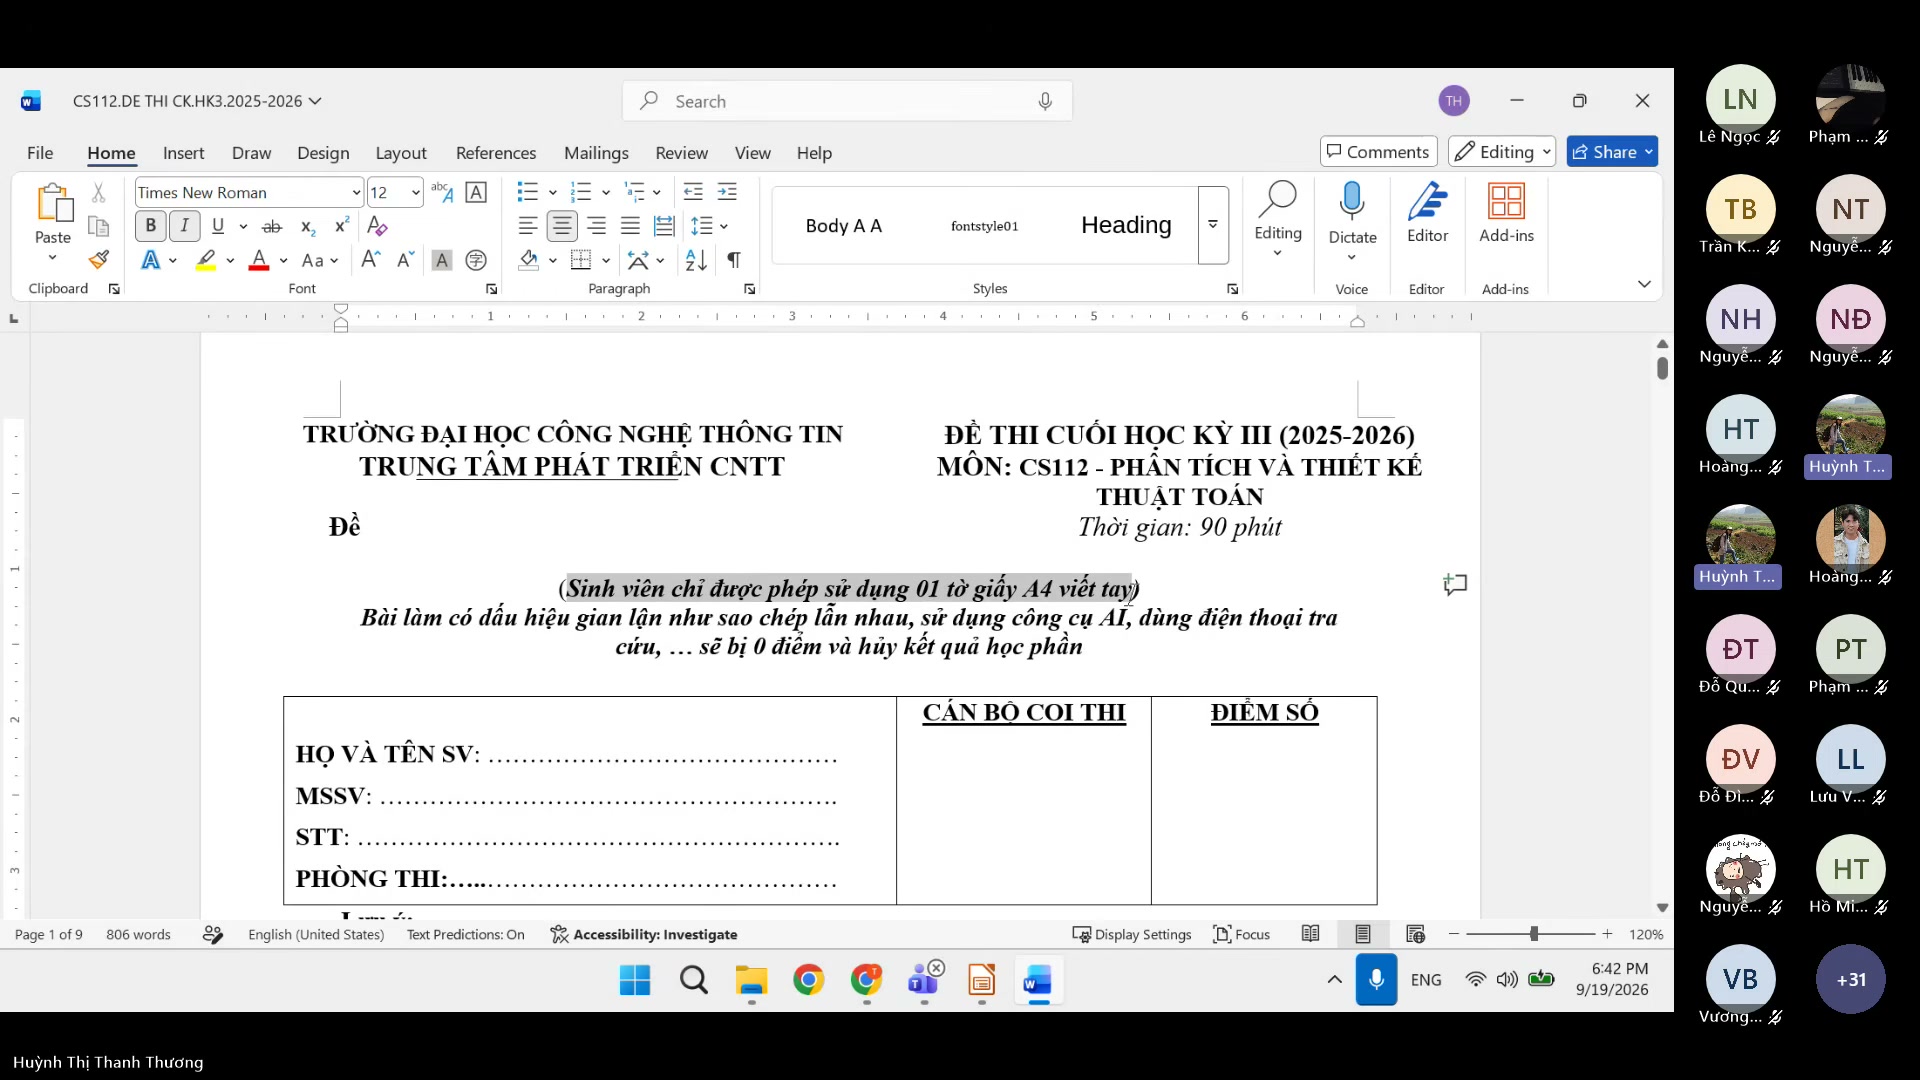 CS112.DE THI CK.HK3.2025-2026
Search
TH
File Home Insert Draw Design Layout References Mailings Review View Help
Comments Editing Share
Paste
Clipboard
Times New Roman 12
Font
Paragraph
Body A A fontstyle01 Heading
Styles
Editing
Dictate
Voice
Editor
Editor
Add-ins
Add-ins
1 2 3 4 5 6
TRƯỜNG ĐẠI HỌC CÔNG NGHỆ THÔNG TIN
TRUNG TÂM PHÁT TRIỂN CNTT
Đề
ĐỀ THI CUỐI HỌC KỲ III (2025-2026)
MÔN: CS112 - PHÂN TÍCH VÀ THIẾT KẾ
THUẬT TOÁN
Thời gian: 90 phút
(Sinh viên chỉ được phép sử dụng 01 tờ giấy A4 viết tay)
Bài làm có dấu hiệu gian lận như sao chép lẫn nhau, sử dụng công cụ AI, dùng điện thoại tra
cứu, … sẽ bị 0 điểm và hủy kết quả học phần
HỌ VÀ TÊN SV: ……………………………………
MSSV: ……………………………………………….
STT: ………………………………………………….
PHÒNG THI:…..……………………………………
CÁN BỘ COI THI
ĐIỂM SỐ
Page 1 of 9 806 words English (United States) Text Predictions: On Accessibility: Investigate
Display Settings Focus 120%
ENG
6:42 PM
9/19/2026
LN
Lê Ngọc
Phạm ...
TB
Trần K...
NT
Nguyễ...
NH
Nguyễ...
NĐ
Nguyễ...
HT
Hoàng...
Huỳnh T...
Huỳnh T...
Hoàng...
ĐT
Đỗ Qu...
PT
Phạm ...
ĐV
Đỗ Đì...
LL
Lưu V...
Nguyễ...
HT
Hồ Mi...
VB
Vương...
+31
Huỳnh Thị Thanh Thương